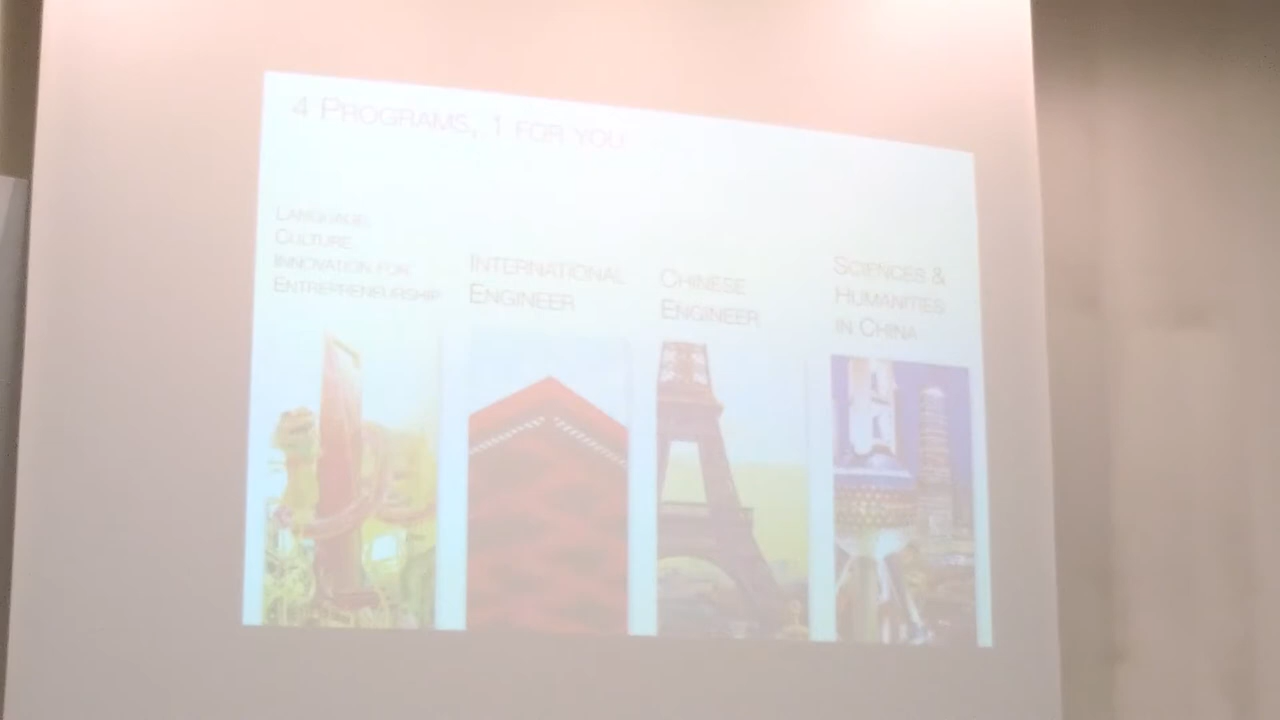 4 PROGRAMS, 1 FOR YOU
LANGUAGE,
CULTURE,
INNOVATION FOR
ENTREPRENEURSHIP
INTERNATIONAL
ENGINEER
CHINESE
ENGINEER
SCIENCES &
HUMANITIES
IN CHINA